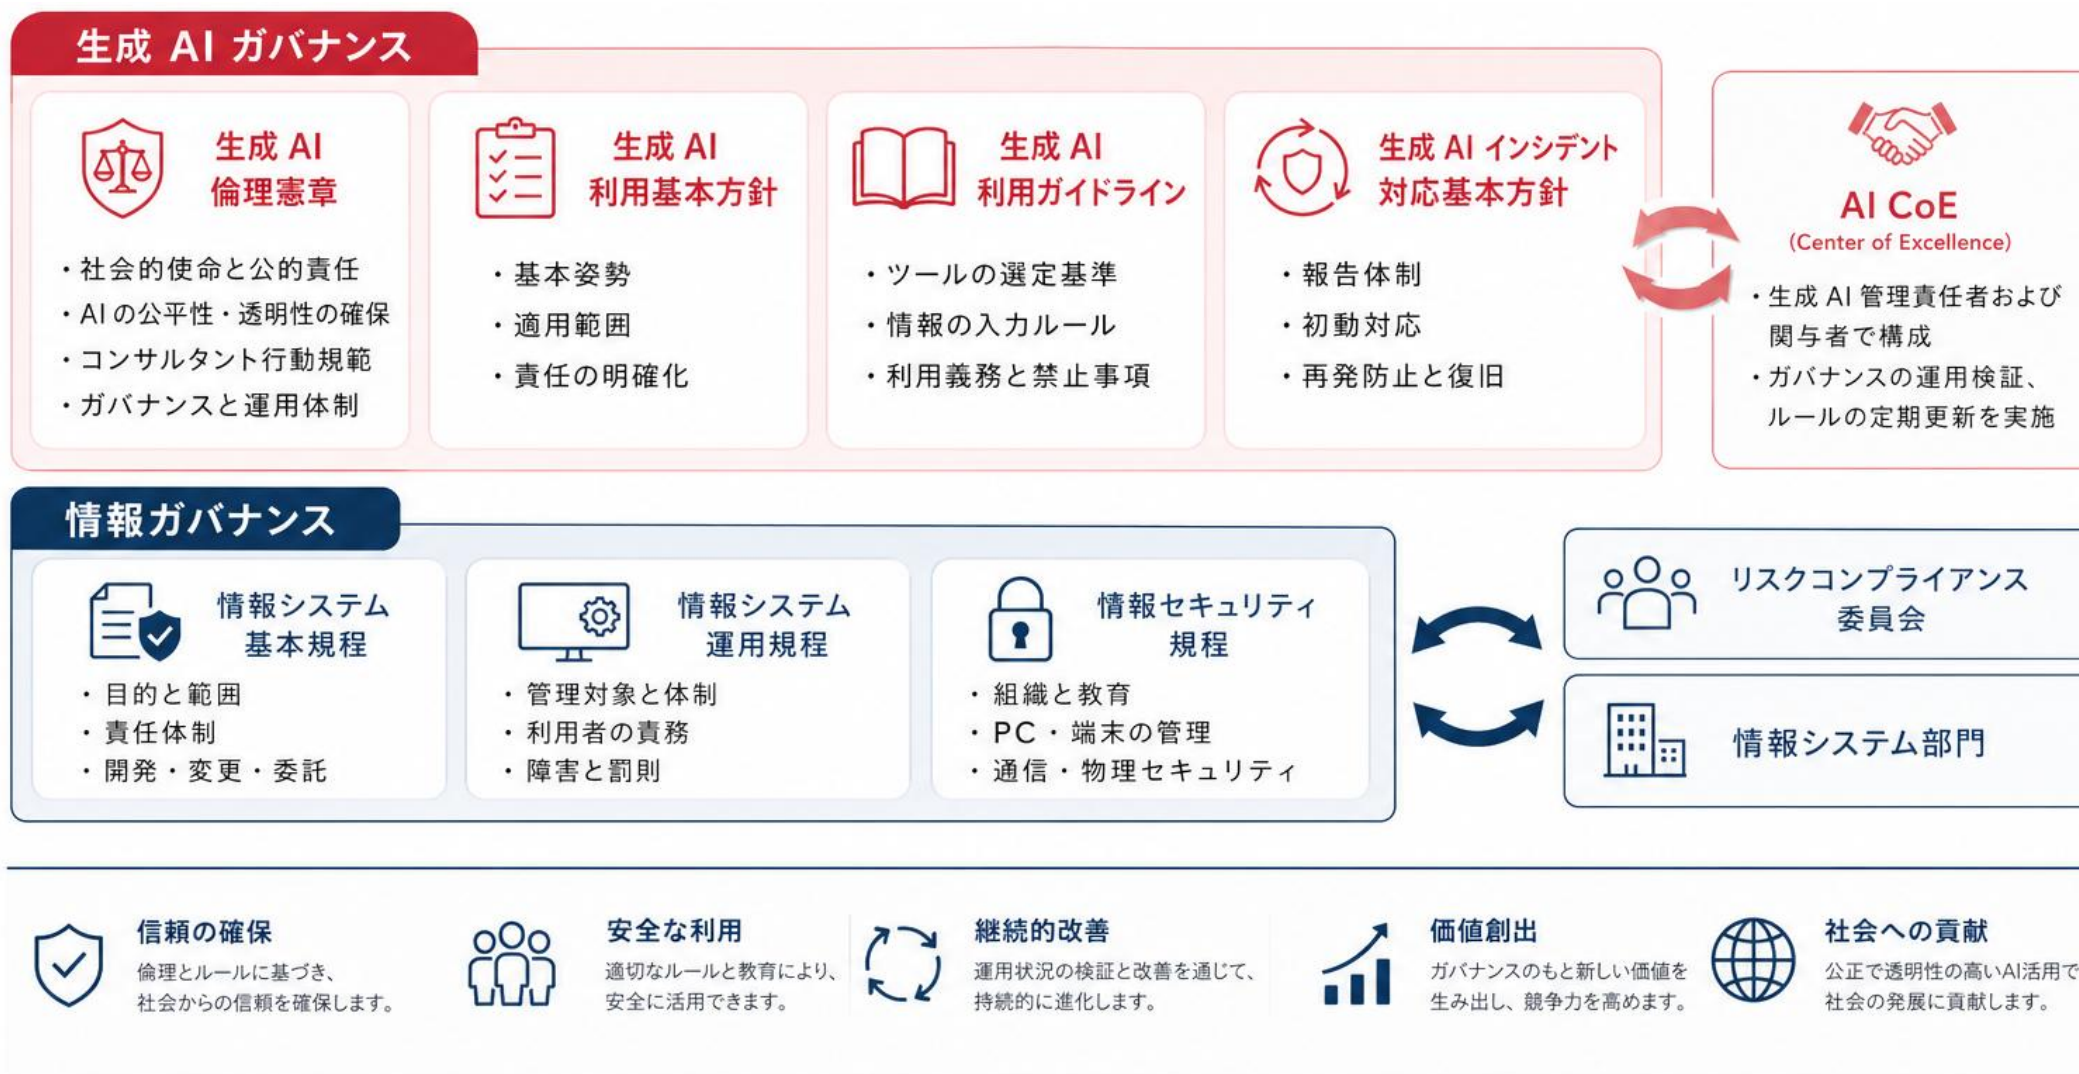 生成 AI ガバナンス
生成 AI
倫理憲章
・社会的使命と公的責任
・AI の公平性・透明性の確保
・コンサルタント行動規範
・ガバナンスと運用体制
生成 AI
利用基本方針
・基本姿勢
・適用範囲
・責任の明確化
生成 AI
利用ガイドライン
・ツールの選定基準
・情報の入力ルール
・利用義務と禁止事項
生成 AI インシデント
対応基本方針
・報告体制
・初動対応
・再発防止と復旧
AI CoE
(Center of Excellence)
・生成 AI 管理責任者および
関与者で構成
・ガバナンスの運用検証、
ルールの定期更新を実施
情報ガバナンス
情報システム
基本規程
・目的と範囲
・責任体制
・開発・変更・委託
情報システム
運用規程
・管理対象と体制
・利用者の責務
・障害と罰則
情報セキュリティ
規程
・組織と教育
・PC・端末の管理
・通信・物理セキュリティ
リスクコンプライアンス
委員会
情報システム部門
信頼の確保
倫理とルールに基づき、
社会からの信頼を確保します。
安全な利用
適切なルールと教育により、
安全に活用できます。
継続的改善
運用状況の検証と改善を通じて、
持続的に進化します。
価値創出
ガバナンスのもと新しい価値を
生み出し、競争力を高めます。
社会への貢献
公正で透明性の高いAI活用で
社会の発展に貢献します。